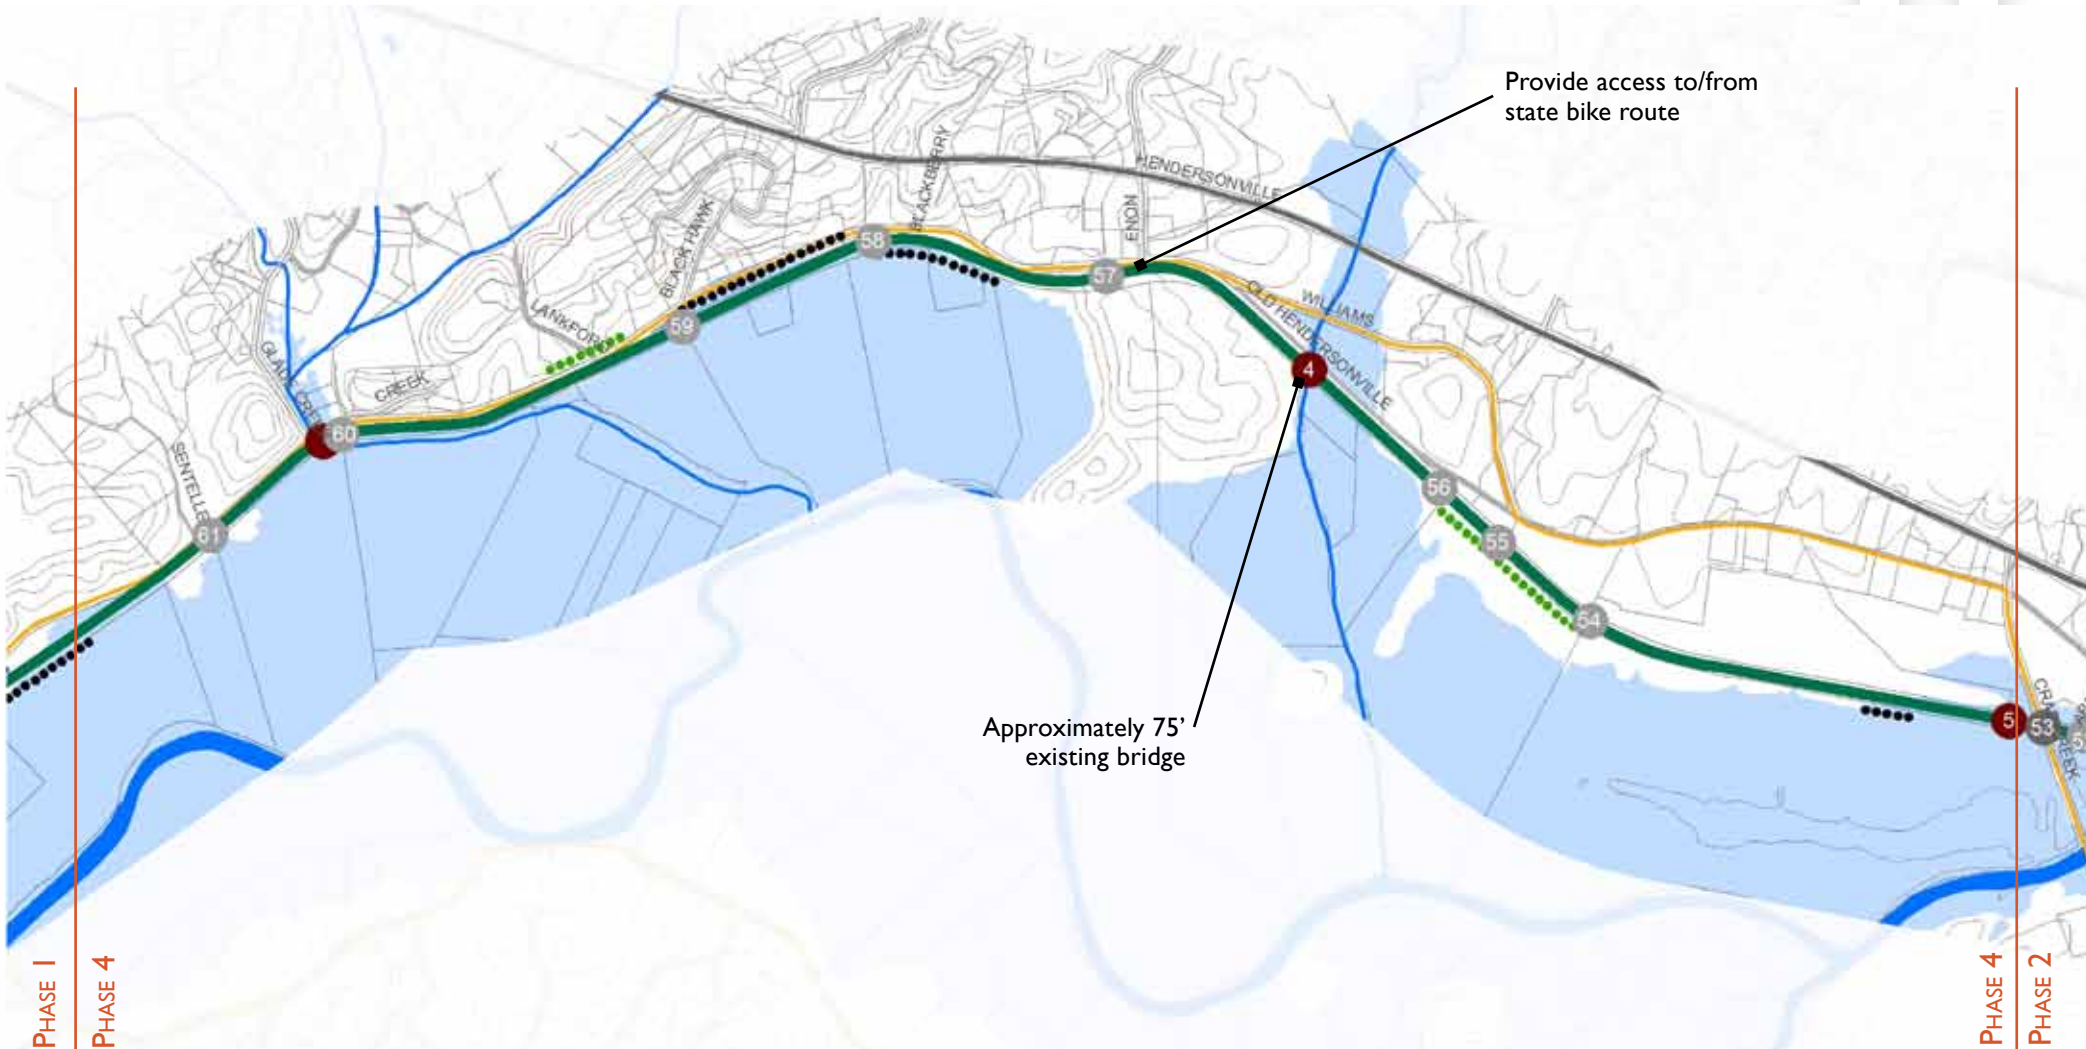 Provide access to/from
state bike route
HENDERSONVILLE
BLACKBERRY
ENON
BLACK HAWK
58
57
WILLIAMS
OLD HENDERSONVILLE
LANKFORD
59
4
CREEK
60
SENTELLE
61
56
55
54
5
53
Approximately 75'
existing bridge
PHASE 1
PHASE 4
PHASE 4
PHASE 2